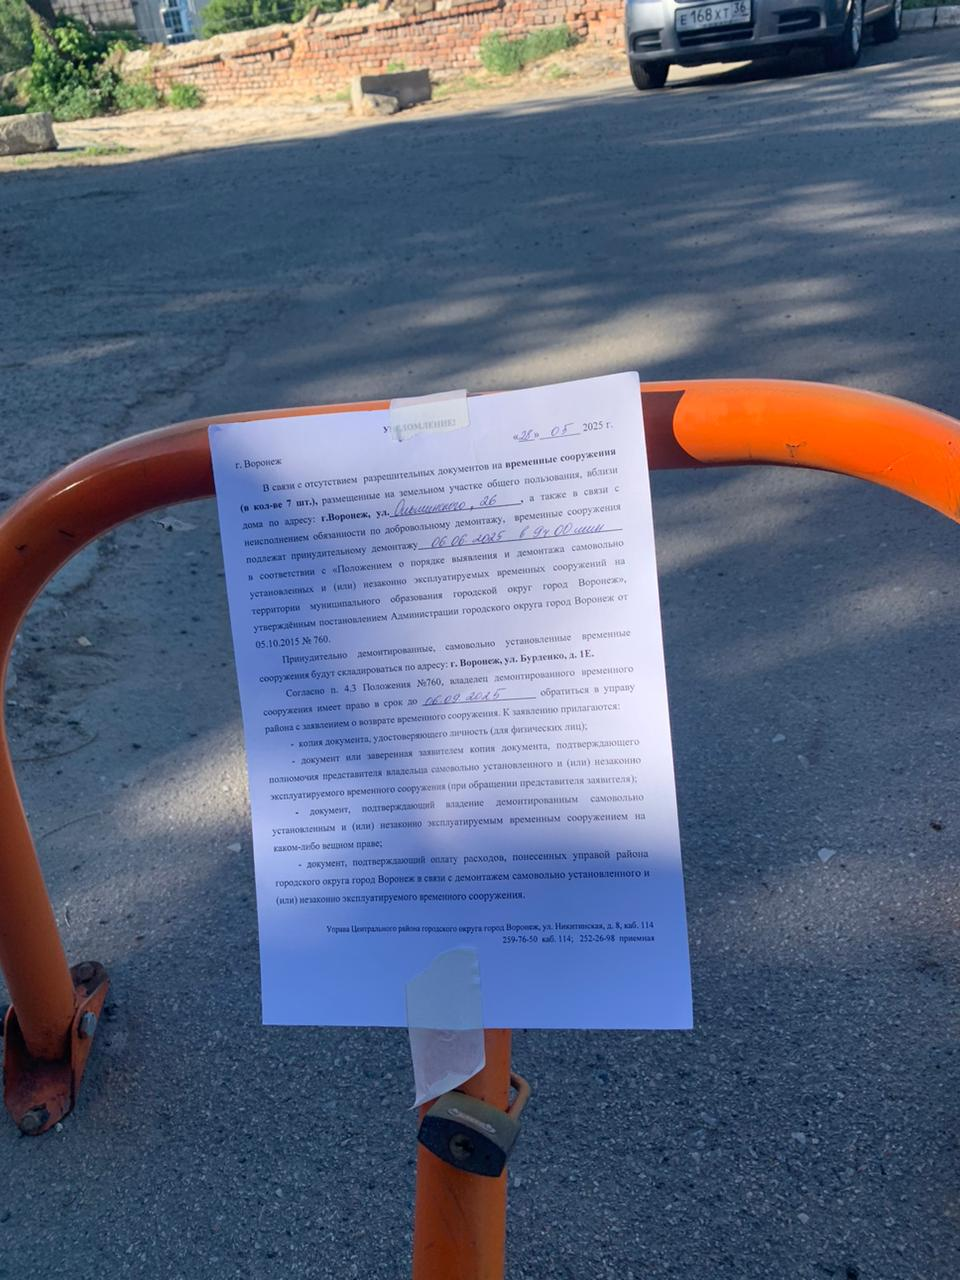 Е168ХТ 36
УВЕДОМЛЕНИЕ!
«28» 05 2025 г.
г. Воронеж
В связи с отсутствием разрешительных документов на временные сооружения
(в кол-ве 7 шт.), размещенные на земельном участке общего пользования, вблизи
дома по адресу: г.Воронеж, ул. Ольминского, 26, а также в связи с
неисполнением обязанности по добровольному демонтажу, временные сооружения
подлежат принудительному демонтажу 06 06 2025 в 9ч 00 мин
в соответствии с «Положением о порядке выявления и демонтажа самовольно
установленных и (или) незаконно эксплуатируемых временных сооружений на
территории муниципального образования городской округ город Воронеж»,
утверждённым постановлением Администрации городского округа город Воронеж от
05.10.2015 № 760.
Принудительно демонтированные, самовольно установленные временные
сооружения будут складироваться по адресу: г. Воронеж, ул. Бурденко, д. 1Е.
Согласно п. 4.3 Положения №760, владелец демонтированного временного
сооружения имеет право в срок до 06.09.2025 обратиться в управу
района с заявлением о возврате временного сооружения. К заявлению прилагаются:
- копия документа, удостоверяющего личность (для физических лиц);
- документ или заверенная заявителем копия документа, подтверждающего
полномочия представителя владельца самовольно установленного и (или) незаконно
эксплуатируемого временного сооружения (при обращении представителя заявителя);
- документ, подтверждающий владение демонтированным самовольно
установленным и (или) незаконно эксплуатируемым временным сооружением на
каком-либо вещном праве;
- документ, подтверждающий оплату расходов, понесенных управой района
городского округа город Воронеж в связи с демонтажем самовольно установленного и
(или) незаконно эксплуатируемого временного сооружения.
Управа Центрального района городского округа город Воронеж, ул. Никитинская, д. 8, каб. 114
259-76-50 каб. 114; 252-26-98 приемная